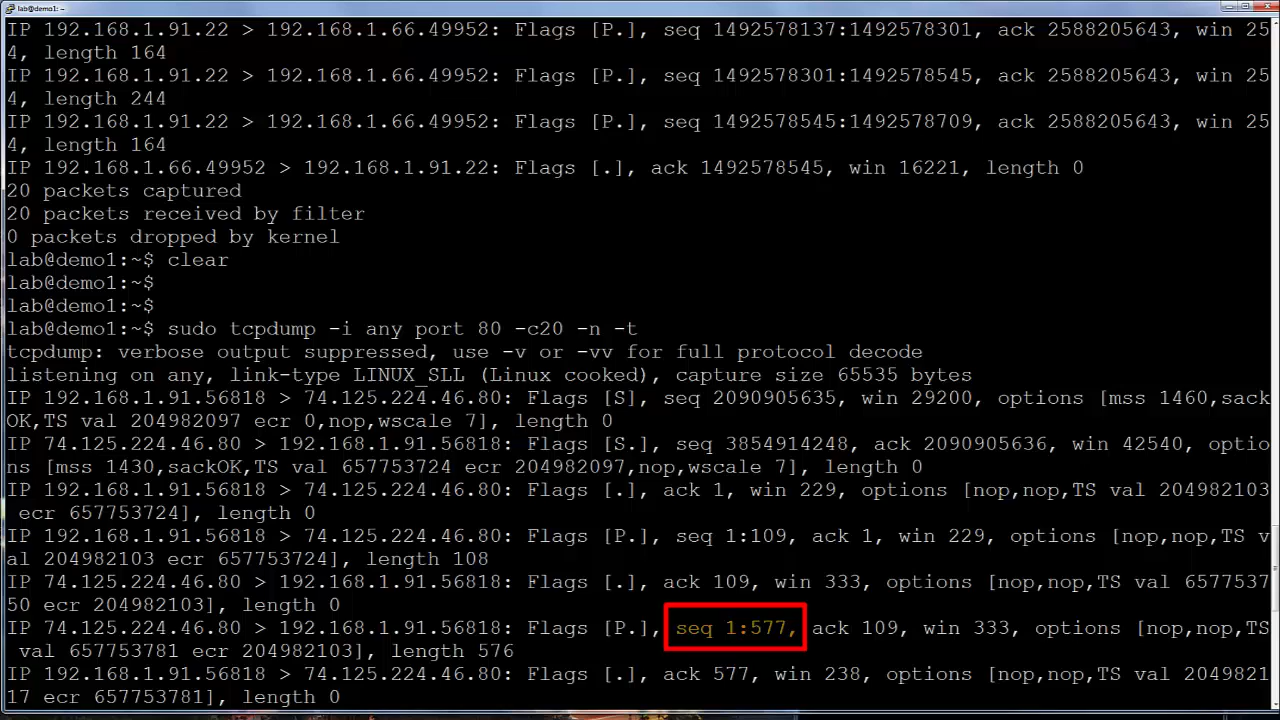 lab@demo1: ~
IP 192.168.1.91.22 > 192.168.1.66.49952: Flags [P.], seq 1492578137:1492578301, ack 2588205643, win 25
4, length 164
IP 192.168.1.91.22 > 192.168.1.66.49952: Flags [P.], seq 1492578301:1492578545, ack 2588205643, win 25
4, length 244
IP 192.168.1.91.22 > 192.168.1.66.49952: Flags [P.], seq 1492578545:1492578709, ack 2588205643, win 25
4, length 164
IP 192.168.1.66.49952 > 192.168.1.91.22: Flags [.], ack 1492578545, win 16221, length 0
20 packets captured
20 packets received by filter
0 packets dropped by kernel
lab@demo1:~$ clear
lab@demo1:~$
lab@demo1:~$
lab@demo1:~$ sudo tcpdump -i any port 80 -c20 -n -t
tcpdump: verbose output suppressed, use -v or -vv for full protocol decode
listening on any, link-type LINUX_SLL (Linux cooked), capture size 65535 bytes
IP 192.168.1.91.56818 > 74.125.224.46.80: Flags [S], seq 2090905635, win 29200, options [mss 1460,sack
OK,TS val 204982097 ecr 0,nop,wscale 7], length 0
IP 74.125.224.46.80 > 192.168.1.91.56818: Flags [S.], seq 3854914248, ack 2090905636, win 42540, optio
ns [mss 1430,sackOK,TS val 657753724 ecr 204982097,nop,wscale 7], length 0
IP 192.168.1.91.56818 > 74.125.224.46.80: Flags [.], ack 1, win 229, options [nop,nop,TS val 204982103
 ecr 657753724], length 0
IP 192.168.1.91.56818 > 74.125.224.46.80: Flags [P.], seq 1:109, ack 1, win 229, options [nop,nop,TS v
al 204982103 ecr 657753724], length 108
IP 74.125.224.46.80 > 192.168.1.91.56818: Flags [.], ack 109, win 333, options [nop,nop,TS val 6577537
50 ecr 204982103], length 0
IP 74.125.224.46.80 > 192.168.1.91.56818: Flags [P.], seq 1:577, ack 109, win 333, options [nop,nop,TS
 val 657753781 ecr 204982103], length 576
IP 192.168.1.91.56818 > 74.125.224.46.80: Flags [.], ack 577, win 238, options [nop,nop,TS val 2049821
17 ecr 657753781], length 0